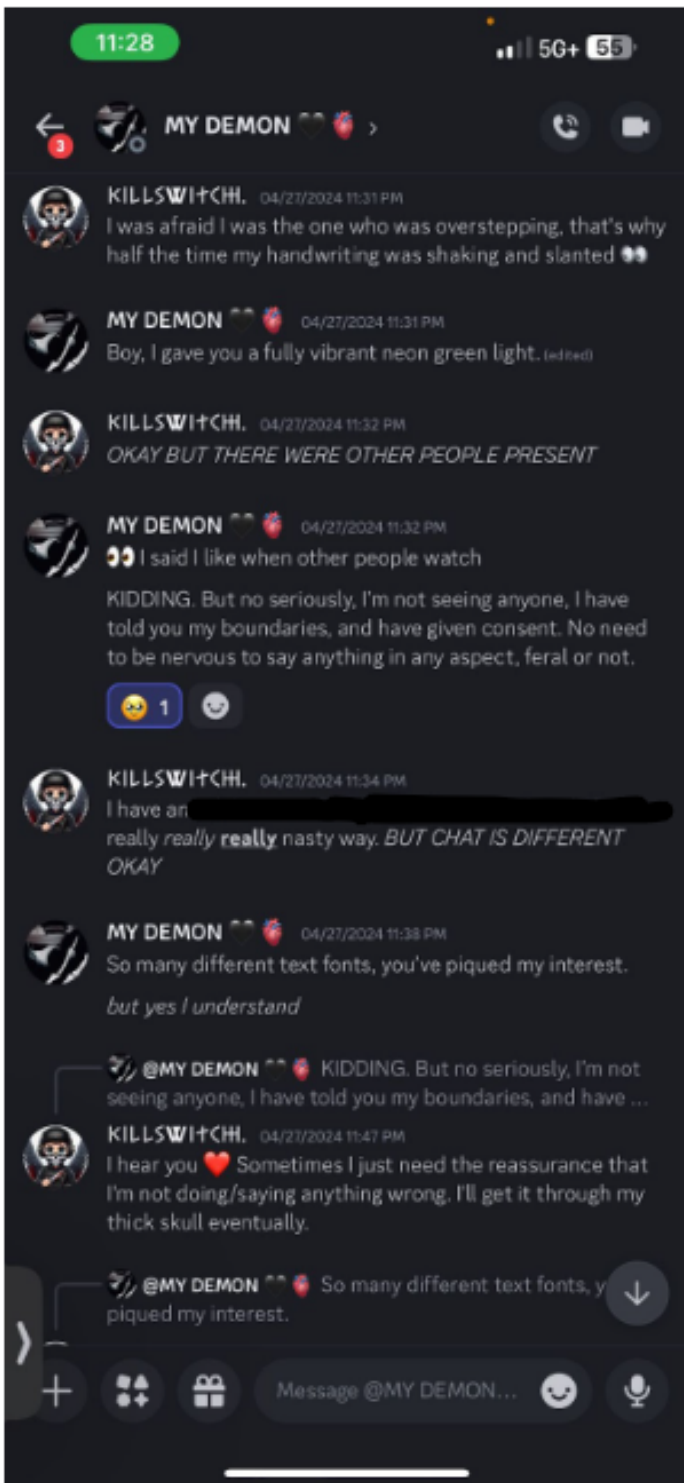 11:28
5G+ 55
3
MY DEMON 🖤 🫀 ›
KILLSWITCH. 04/27/2024 11:31 PM
I was afraid I was the one who was overstepping, that's why
half the time my handwriting was shaking and slanted 👀
MY DEMON 🖤 🫀 04/27/2024 11:31 PM
Boy, I gave you a fully vibrant neon green light. (edited)
KILLSWITCH. 04/27/2024 11:32 PM
OKAY BUT THERE WERE OTHER PEOPLE PRESENT
MY DEMON 🖤 🫀 04/27/2024 11:32 PM
👀 I said I like when other people watch
KIDDING. But no seriously, I'm not seeing anyone, I have
told you my boundaries, and have given consent. No need
to be nervous to say anything in any aspect, feral or not.
🥹 1
KILLSWITCH. 04/27/2024 11:34 PM
I have an
really really really nasty way. BUT CHAT IS DIFFERENT
OKAY
MY DEMON 🖤 🫀 04/27/2024 11:38 PM
So many different text fonts, you've piqued my interest.
but yes I understand
@MY DEMON 🖤 🫀 KIDDING. But no seriously, I'm not
seeing anyone, I have told you my boundaries, and have ...
KILLSWITCH. 04/27/2024 11:47 PM
I hear you ❤️ Sometimes I just need the reassurance that
I'm not doing/saying anything wrong. I'll get it through my
thick skull eventually.
@MY DEMON 🖤 🫀 So many different text fonts, y
piqued my interest.
Message @MY DEMON...